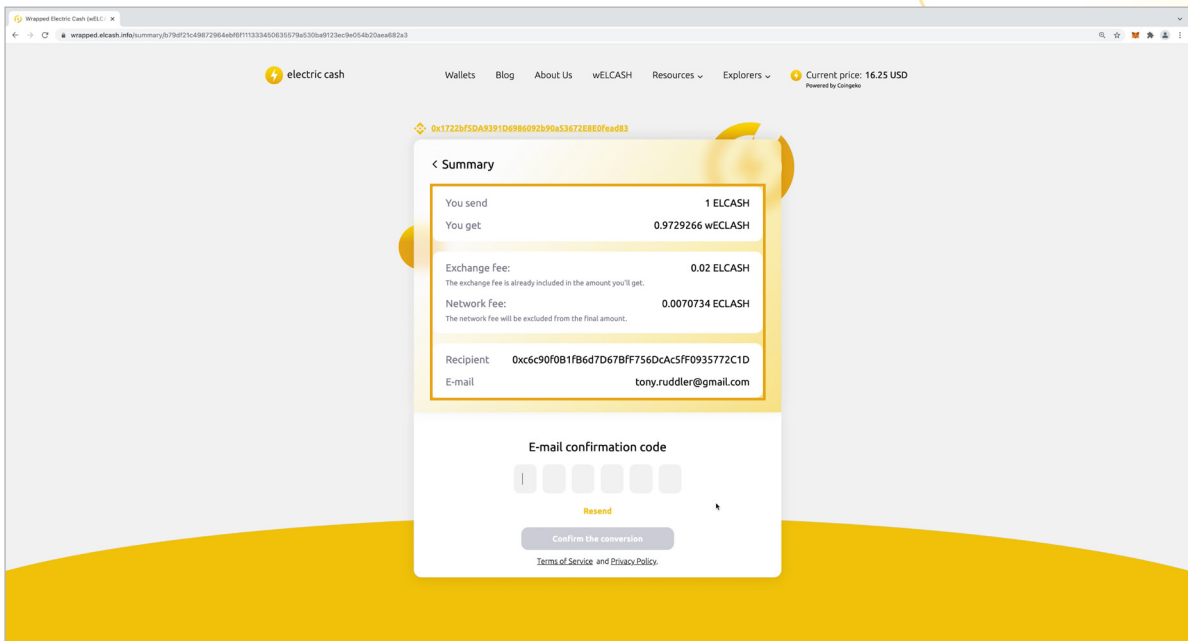 Wrapped Electric Cash (wELC
wrapped.elcash.info/summary/b79df21c49872964ebf6f111333450635579a530ba9123ec9e054b20aea682a3
electric cash
Wallets Blog About Us wELCASH Resources Explorers Current price: 16.25 USD
Powered by Coingeko
0x1722bf5DA9391D6986092b90a53672E8E0fead83
< Summary
You send 1 ELCASH
You get 0.9729266 wECLASH
Exchange fee: 0.02 ELCASH
The exchange fee is already included in the amount you'll get.
Network fee: 0.0070734 ECLASH
The network fee will be excluded from the final amount.
Recipient 0xc6c90f0B1fB6d7D67BfF756DcAc5fF0935772C1D
E-mail tony.ruddler@gmail.com
E-mail confirmation code
Resend
Confirm the conversion
Terms of Service and Privacy Policy.